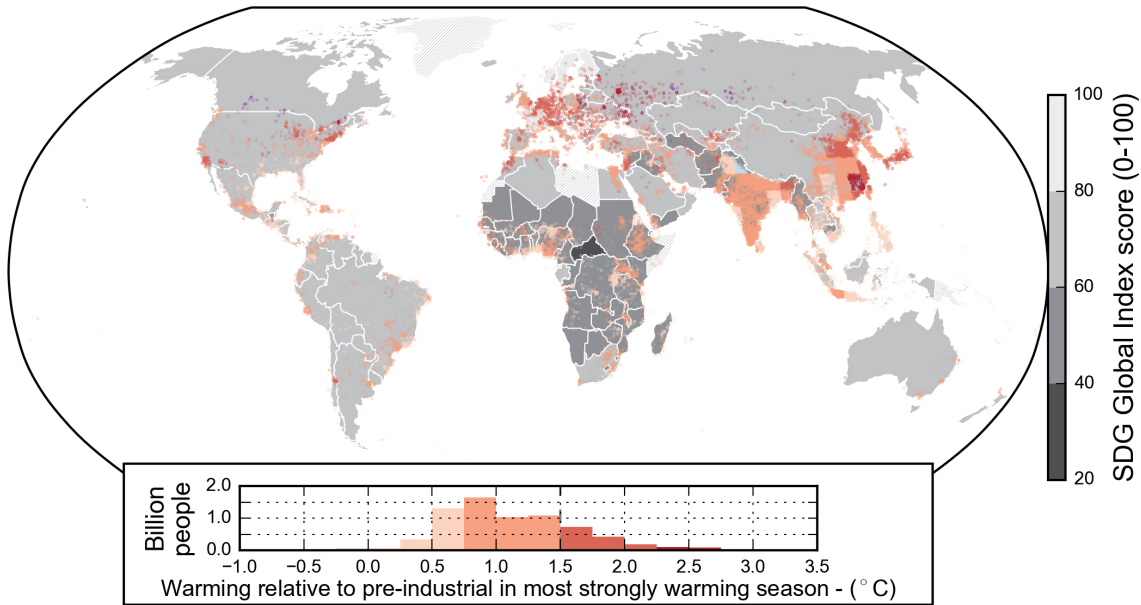 100
80
60
40
20
SDG Global Index score (0-100)
Billion
people
2.0
1.0
0.0
−1.0 −0.5 0.0 0.5 1.0 1.5 2.0 2.5 3.0 3.5
Warming relative to pre-industrial in most strongly warming season - (°C)